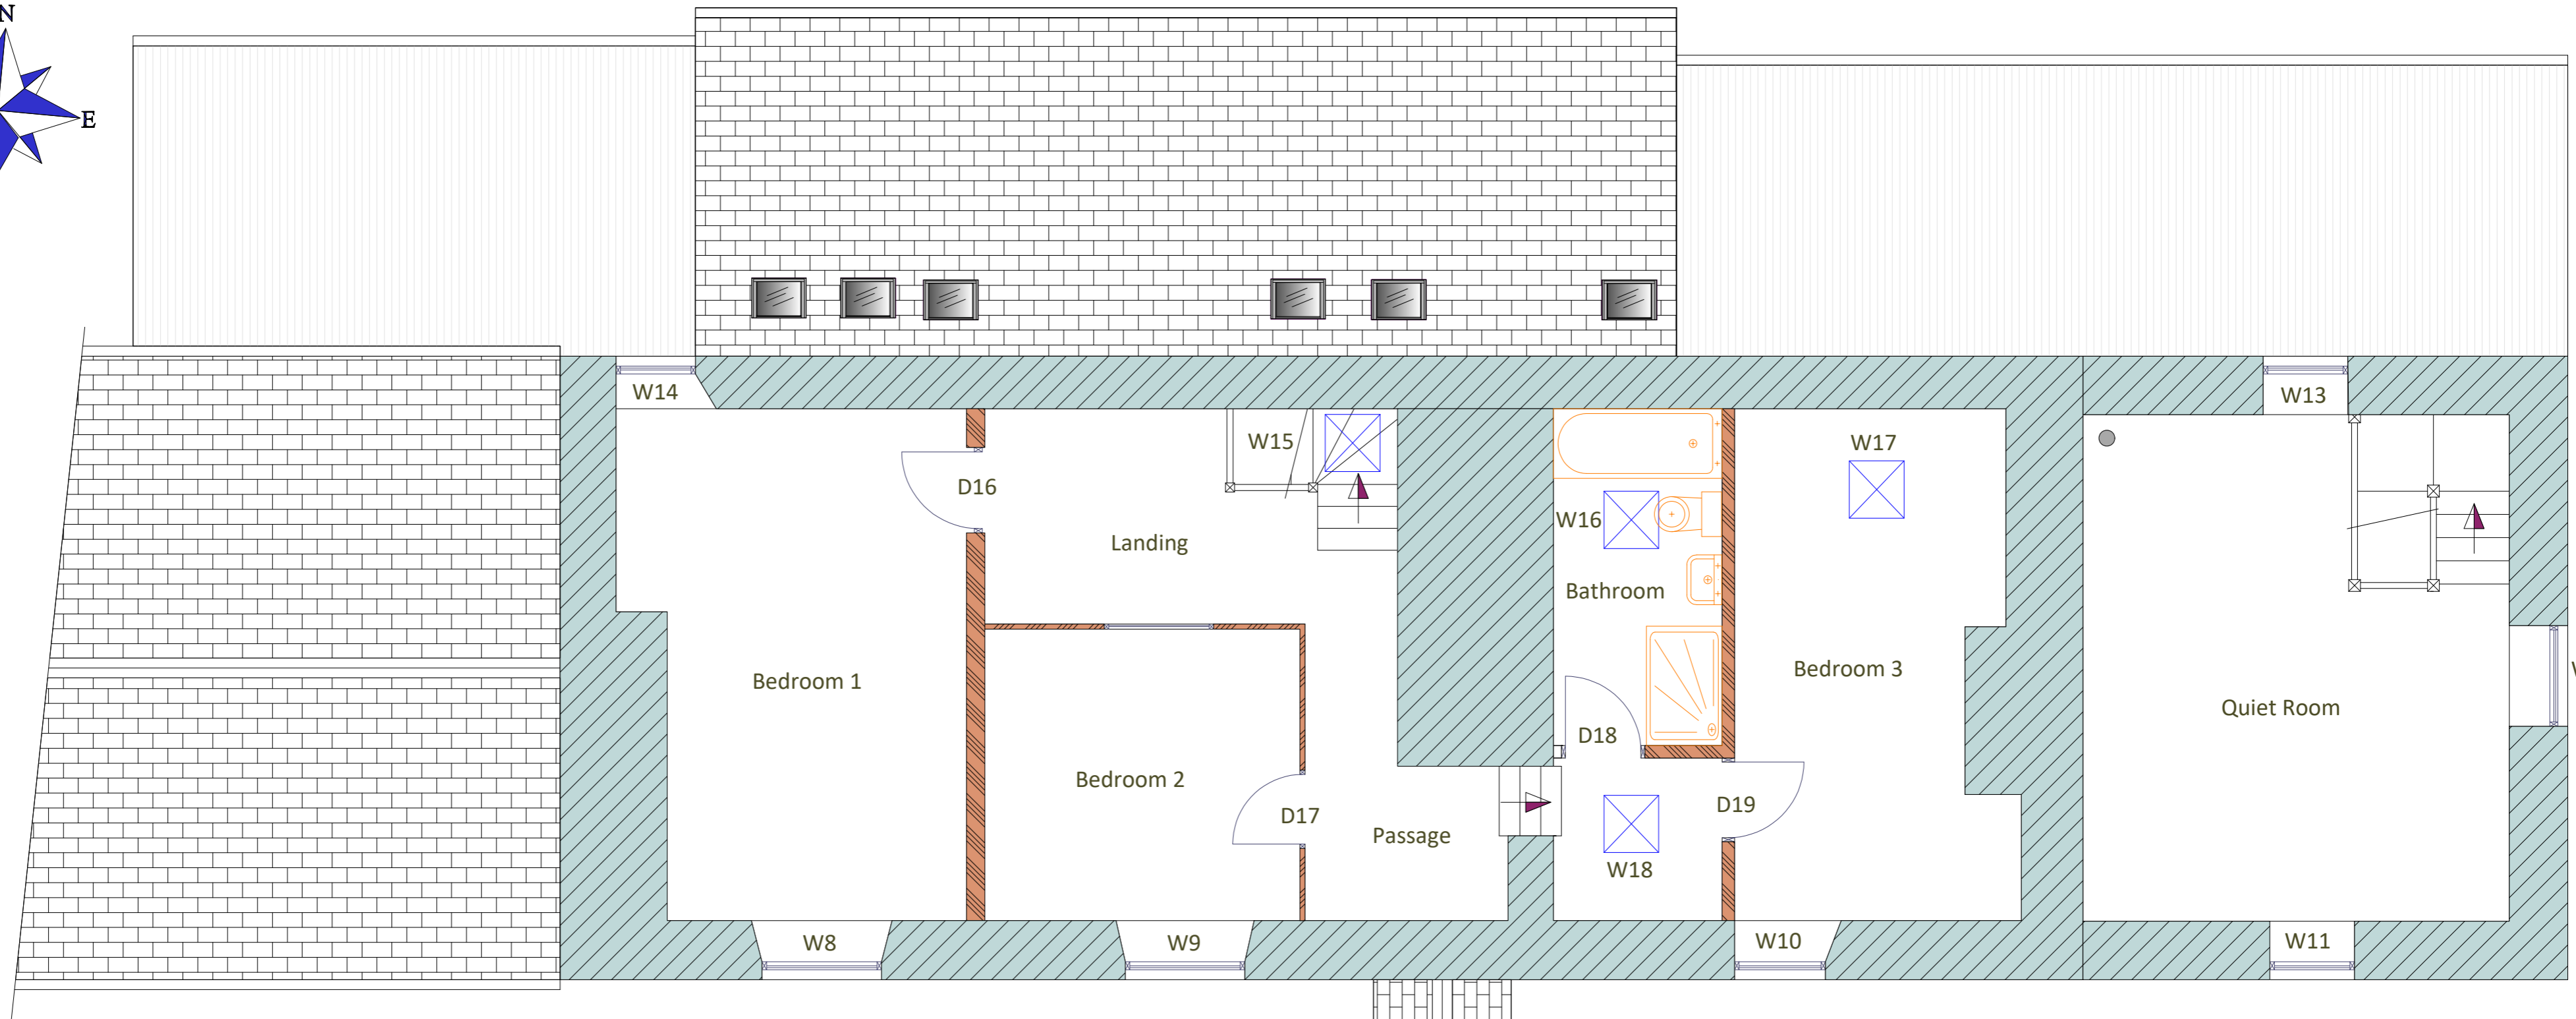 N
E
W14
W13
W15
W17
D16
W16
Landing
Bathroom
Bedroom 3
Bedroom 1
Quiet Room
D18
Bedroom 2
D19
D17
Passage
W18
W8
W9
W10
W11